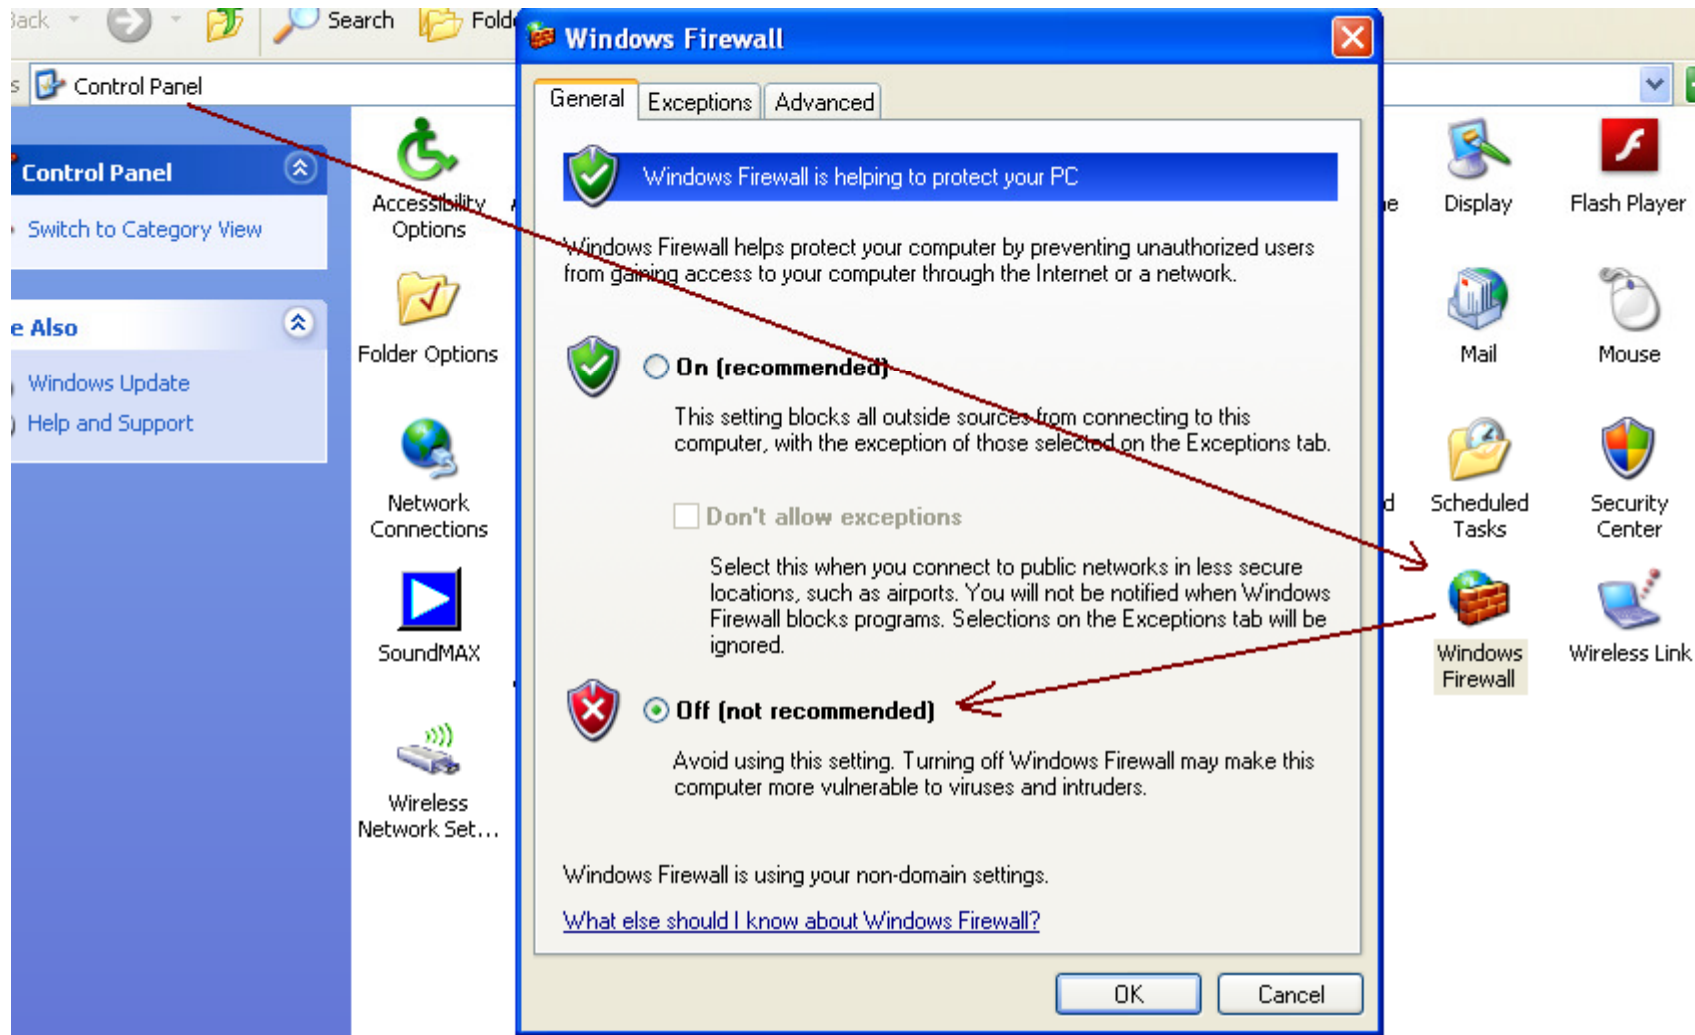 Back
Search
Folde
Control Panel
Control Panel
Switch to Category View
e Also
Windows Update
Help and Support
Accessibility
Options
Folder Options
Network
Connections
SoundMAX
Wireless
Network Set...
Windows Firewall
General
Exceptions
Advanced
Windows Firewall is helping to protect your PC
Windows Firewall helps protect your computer by preventing unauthorized users
from gaining access to your computer through the Internet or a network.
On (recommended)
This setting blocks all outside sources from connecting to this
computer, with the exception of those selected on the Exceptions tab.
Don't allow exceptions
Select this when you connect to public networks in less secure
locations, such as airports. You will not be notified when Windows
Firewall blocks programs. Selections on the Exceptions tab will be
ignored.
Off (not recommended)
Avoid using this setting. Turning off Windows Firewall may make this
computer more vulnerable to viruses and intruders.
Windows Firewall is using your non-domain settings.
What else should I know about Windows Firewall?
OK
Cancel
Display
Flash Player
Mail
Mouse
Scheduled
Tasks
Security
Center
Windows
Firewall
Wireless Link